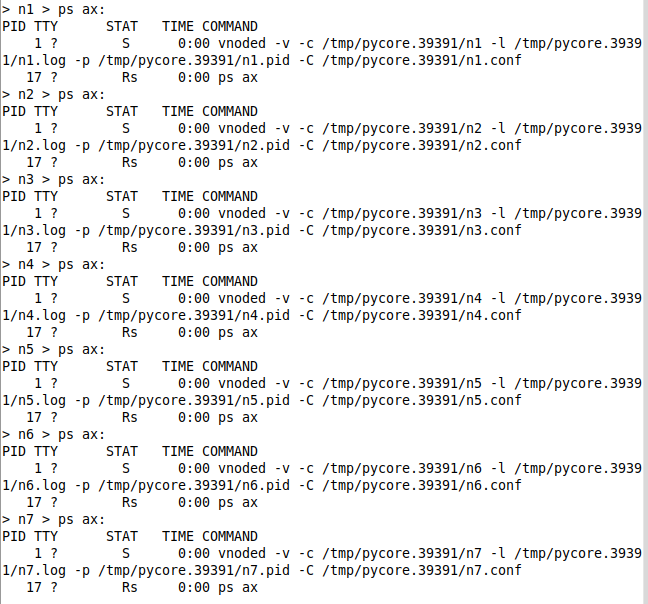 > n1 > ps ax:
PID TTY      STAT   TIME COMMAND
    1 ?        S      0:00 vnoded -v -c /tmp/pycore.39391/n1 -l /tmp/pycore.3939
1/n1.log -p /tmp/pycore.39391/n1.pid -C /tmp/pycore.39391/n1.conf
   17 ?        Rs     0:00 ps ax
> n2 > ps ax:
PID TTY      STAT   TIME COMMAND
    1 ?        S      0:00 vnoded -v -c /tmp/pycore.39391/n2 -l /tmp/pycore.3939
1/n2.log -p /tmp/pycore.39391/n2.pid -C /tmp/pycore.39391/n2.conf
   17 ?        Rs     0:00 ps ax
> n3 > ps ax:
PID TTY      STAT   TIME COMMAND
    1 ?        S      0:00 vnoded -v -c /tmp/pycore.39391/n3 -l /tmp/pycore.3939
1/n3.log -p /tmp/pycore.39391/n3.pid -C /tmp/pycore.39391/n3.conf
   17 ?        Rs     0:00 ps ax
> n4 > ps ax:
PID TTY      STAT   TIME COMMAND
    1 ?        S      0:00 vnoded -v -c /tmp/pycore.39391/n4 -l /tmp/pycore.3939
1/n4.log -p /tmp/pycore.39391/n4.pid -C /tmp/pycore.39391/n4.conf
   17 ?        Rs     0:00 ps ax
> n5 > ps ax:
PID TTY      STAT   TIME COMMAND
    1 ?        S      0:00 vnoded -v -c /tmp/pycore.39391/n5 -l /tmp/pycore.3939
1/n5.log -p /tmp/pycore.39391/n5.pid -C /tmp/pycore.39391/n5.conf
   17 ?        Rs     0:00 ps ax
> n6 > ps ax:
PID TTY      STAT   TIME COMMAND
    1 ?        S      0:00 vnoded -v -c /tmp/pycore.39391/n6 -l /tmp/pycore.3939
1/n6.log -p /tmp/pycore.39391/n6.pid -C /tmp/pycore.39391/n6.conf
   17 ?        Rs     0:00 ps ax
> n7 > ps ax:
PID TTY      STAT   TIME COMMAND
    1 ?        S      0:00 vnoded -v -c /tmp/pycore.39391/n7 -l /tmp/pycore.3939
1/n7.log -p /tmp/pycore.39391/n7.pid -C /tmp/pycore.39391/n7.conf
   17 ?        Rs     0:00 ps ax